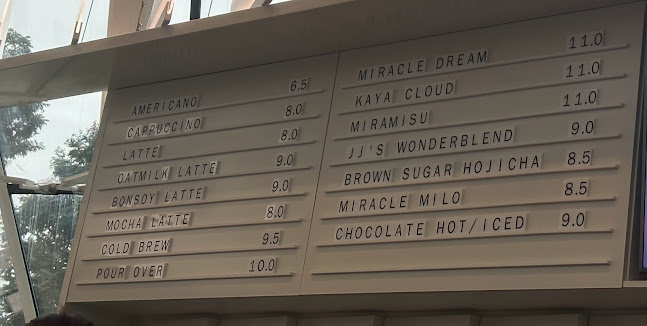 AMERICANO 6.5
CAPPUCCINO 8.0
LATTE 8.0
OATMILK LATTE 9.0
BONSOY LATTE 9.0
MOCHA LATTE 8.0
COLD BREW 9.5
POUR OVER 10.0
MIRACLE DREAM 11.0
KAYA CLOUD 11.0
MIRAMISU 11.0
JJ'S WONDERBLEND 9.0
BROWN SUGAR HOJICHA 8.5
MIRACLE MILO 8.5
CHOCOLATE HOT/ICED 9.0